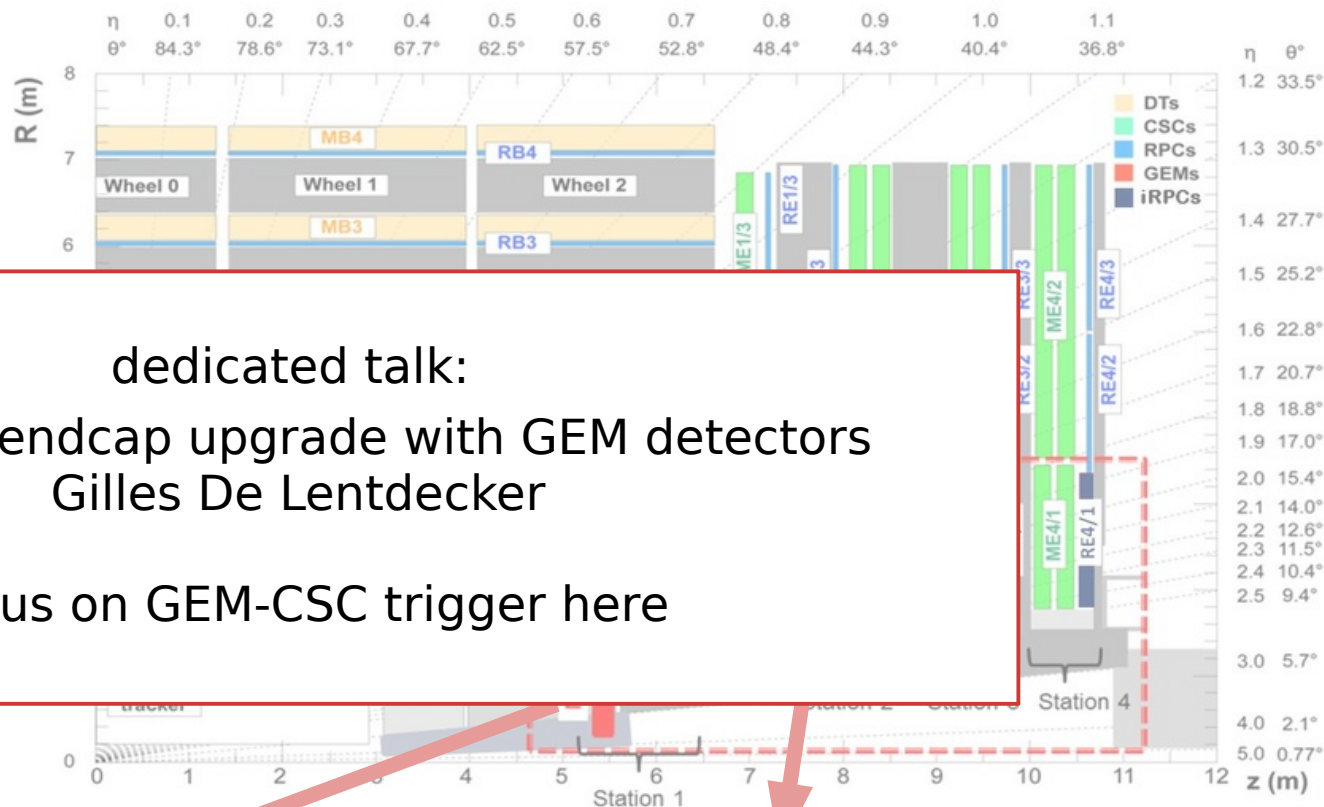 η 0.1 0.2 0.3 0.4 0.5 0.6 0.7 0.8 0.9 1.0 1.1
θ° 84.3° 78.6° 73.1° 67.7° 62.5° 57.5° 52.8° 48.4° 44.3° 40.4° 36.8° η θ°
R (m)
8
7
6
0
1.2 33.5°
1.3 30.5°
1.4 27.7°
1.5 25.2°
1.6 22.8°
1.7 20.7°
1.8 18.8°
1.9 17.0°
2.0 15.4°
2.1 14.0°
2.2 12.6°
2.3 11.5°
2.4 10.4°
2.5 9.4°
3.0 5.7°
4.0 2.1°
5.0 0.77°
DTs
CSCs
RPCs
GEMs
iRPCs
MB4
RB4
Wheel 0 Wheel 1 Wheel 2
MB3
RB3
ME1/3
RE1/3
3
RE3/3
ME4/2
RE4/3
RE3/2
RE4/2
ME4/1
RE4/1
dedicated talk:
endcap upgrade with GEM detectors
Gilles De Lentdecker
us on GEM-CSC trigger here
tracker
Station 4
0 1 2 3 4 5 6 7 8 9 10 11 12 z (m)
Station 1